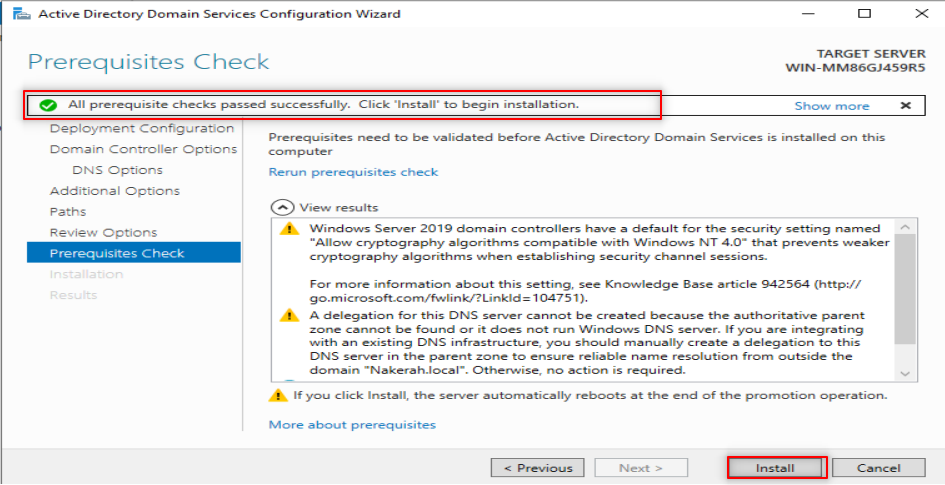 Active Directory Domain Services Configuration Wizard
Prerequisites Check
TARGET SERVER
WIN-MM86GJ459R5
All prerequisite checks passed successfully.  Click 'Install' to begin installation.
Show more
Deployment Configuration
Domain Controller Options
DNS Options
Additional Options
Paths
Review Options
Prerequisites Check
Installation
Results
Prerequisites need to be validated before Active Directory Domain Services is installed on this
computer
Rerun prerequisites check
View results
Windows Server 2019 domain controllers have a default for the security setting named
"Allow cryptography algorithms compatible with Windows NT 4.0" that prevents weaker
cryptography algorithms when establishing security channel sessions.
For more information about this setting, see Knowledge Base article 942564 (http://
go.microsoft.com/fwlink/?LinkId=104751).
A delegation for this DNS server cannot be created because the authoritative parent
zone cannot be found or it does not run Windows DNS server. If you are integrating
with an existing DNS infrastructure, you should manually create a delegation to this
DNS server in the parent zone to ensure reliable name resolution from outside the
domain "Nakerah.local". Otherwise, no action is required.
If you click Install, the server automatically reboots at the end of the promotion operation.
More about prerequisites
< Previous
Next >
Install
Cancel